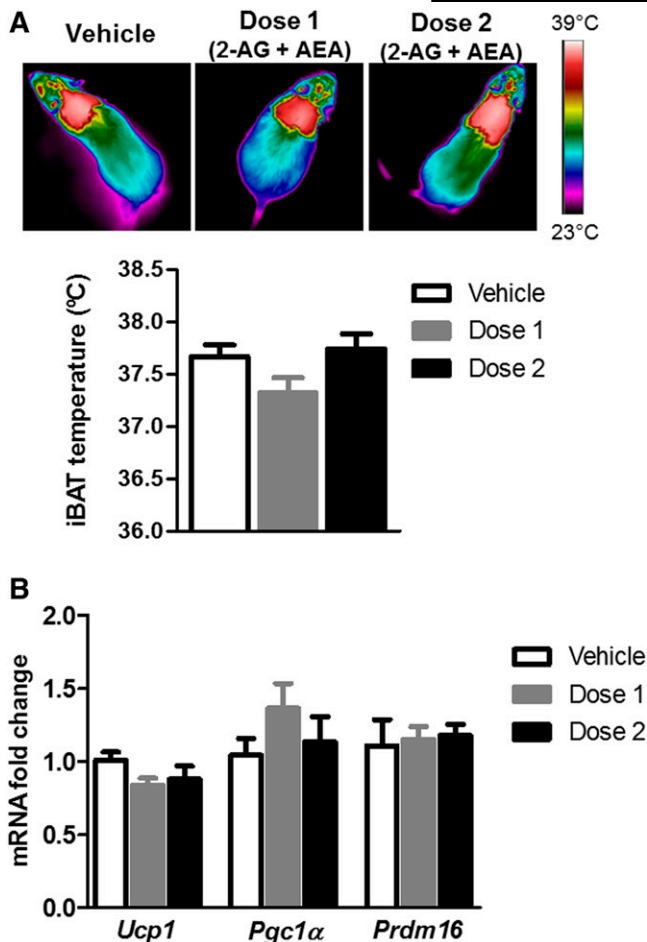 A
Vehicle
Dose 1
(2-AG + AEA)
Dose 2
(2-AG + AEA)
39°C
23°C
iBAT temperature (ºC)
38.5
38.0
37.5
37.0
36.5
36.0
Vehicle
Dose 1
Dose 2
B
mRNA fold change
2.0
1.5
1.0
0.5
0.0
Ucp1
Pgc1α
Prdm16
Vehicle
Dose 1
Dose 2